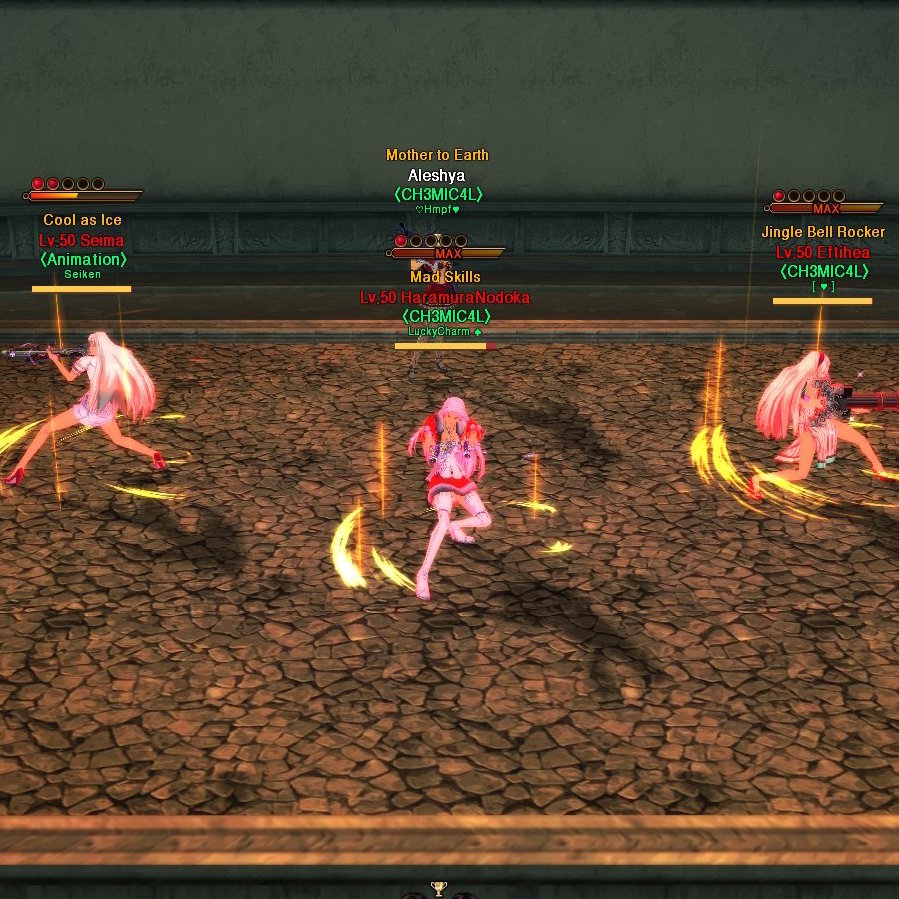 Mother to Earth
Aleshya
⟨CH3MIC4L⟩
♡Hmpf♥
Cool as Ice
Lv,50 Seima
⟨Animation⟩
Seiken
MAX
Mad Skills
Lv,50 HaramuraNodoka
⟨CH3MIC4L⟩
LuckyCharm ♠
MAX
Jingle Bell Rocker
Lv,50 Eftihea
⟨CH3MIC4L⟩
[ ♥ ]